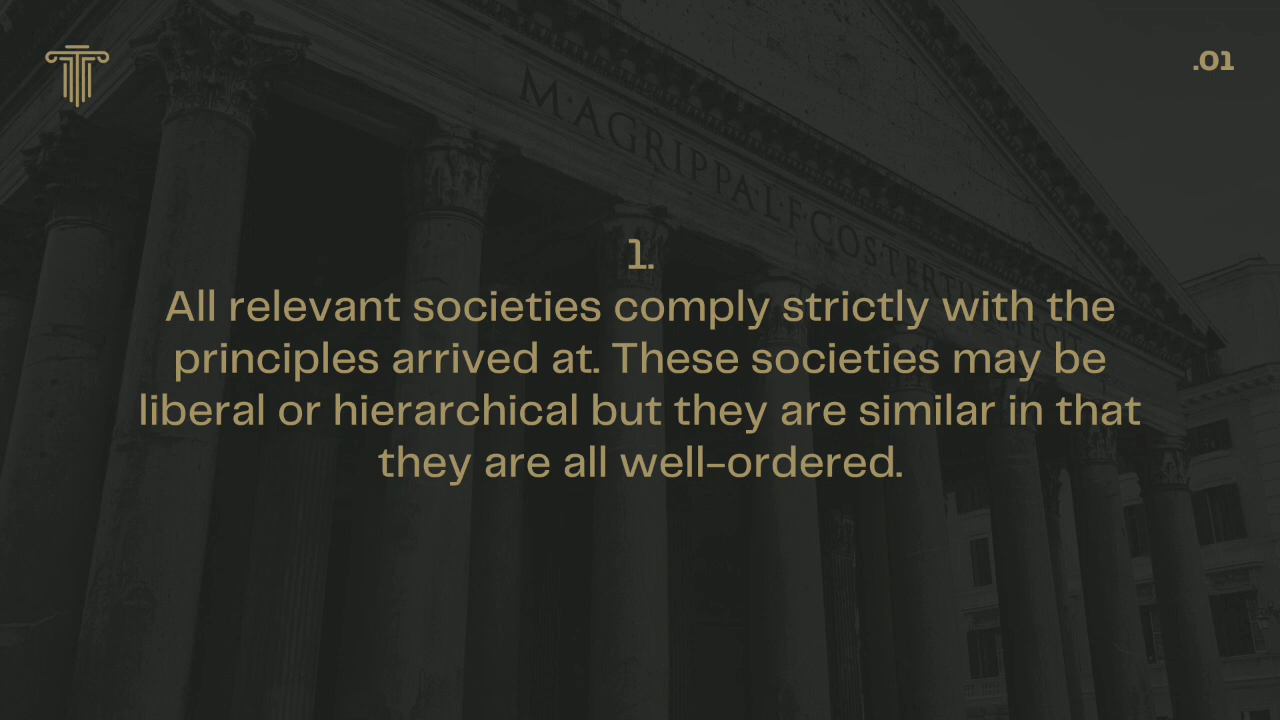 .01
M·AGRIPPA·L·F·COS·TERTIVM·FECIT
1.
All relevant societies comply strictly with the
principles arrived at. These societies may be
liberal or hierarchical but they are similar in that
they are all well-ordered.